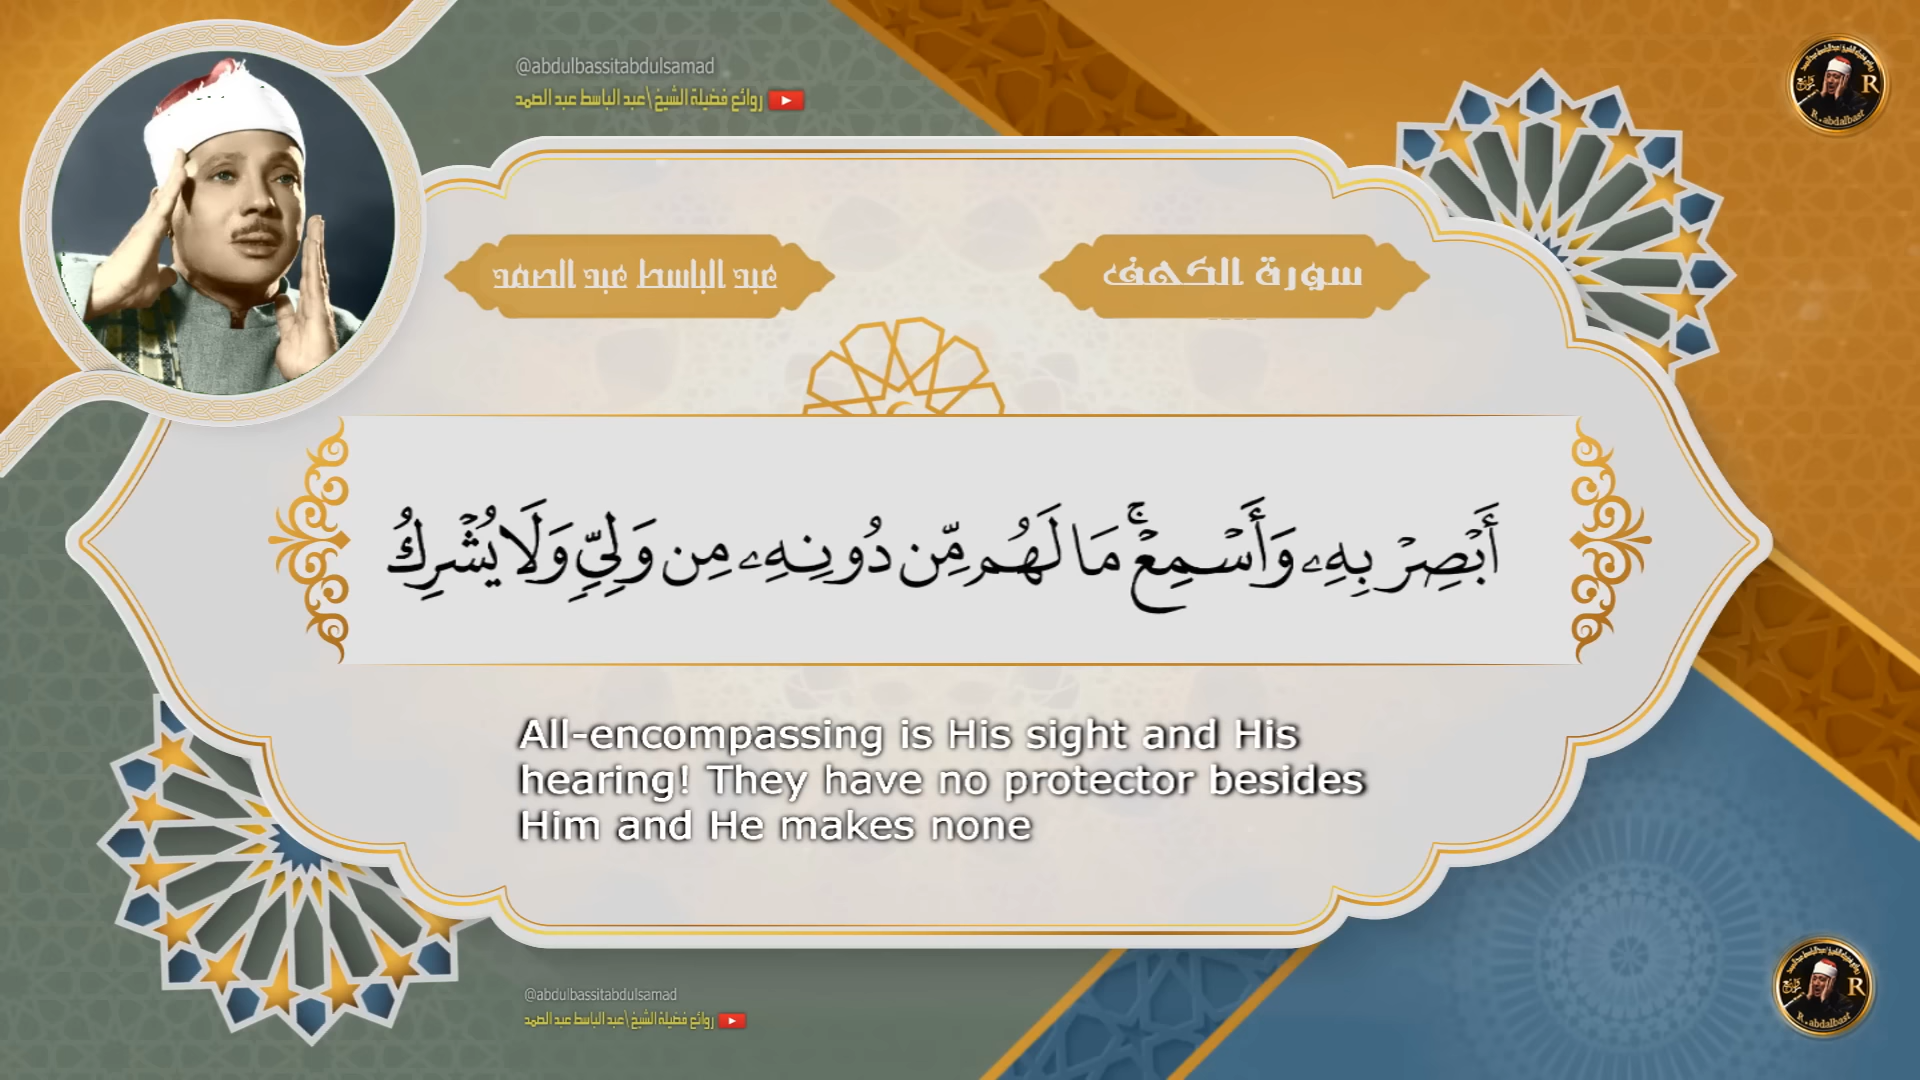 @abdulbassitabdulsamad
روائع فضيلة الشيخ \عبد الباسط عبد الصمد
R
R.abdalbast
سورة الكهف
عبد الباسط عبد الصمد
أَبْصِرْ بِهِۦ وَأَسْمِعْ ۚ مَا لَهُم مِّن دُونِهِۦ مِن وَلِىٍّ وَلَا يُشْرِكُ
All-encompassing is His sight and His
hearing! They have no protector besides
Him and He makes none
@abdulbassitabdulsamad
روائع فضيلة الشيخ \عبد الباسط عبد الصمد
R
R.abdalbast